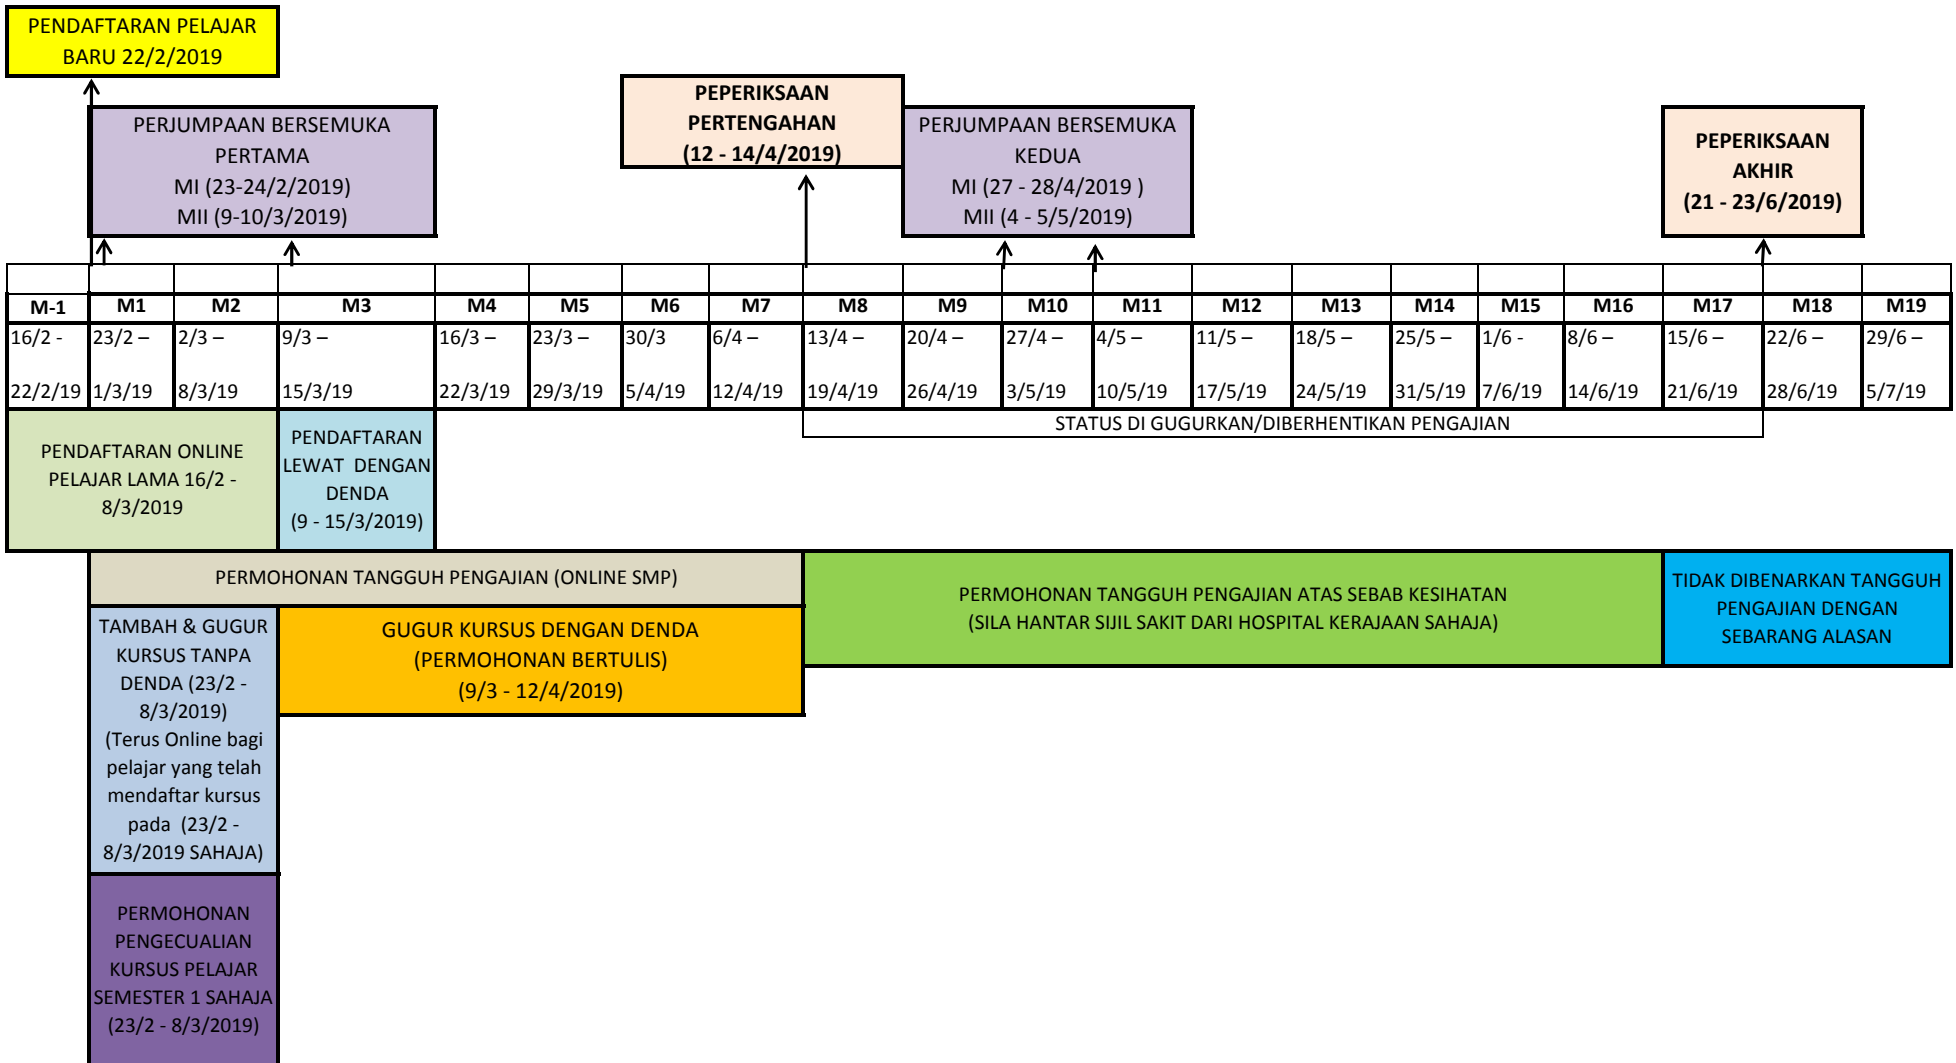 PENDAFTARAN PELAJAR
BARU 22/2/2019
PERJUMPAAN BERSEMUKA
PERTAMA
MI (23-24/2/2019)
MII (9-10/3/2019)
PEPERIKSAAN
PERTENGAHAN
(12 - 14/4/2019)
PERJUMPAAN BERSEMUKA
KEDUA
MI (27 - 28/4/2019 )
MII (4 - 5/5/2019)
PEPERIKSAAN
AKHIR
(21 - 23/6/2019)
M-1 M1 M2 M3 M4 M5 M6 M7 M8 M9 M10 M11 M12 M13 M14 M15 M16 M17 M18 M19
16/2 - 23/2 – 2/3 – 9/3 – 16/3 – 23/3 – 30/3 6/4 – 13/4 – 20/4 – 27/4 – 4/5 – 11/5 – 18/5 – 25/5 – 1/6 - 8/6 – 15/6 – 22/6 – 29/6 –
22/2/19 1/3/19 8/3/19 15/3/19 22/3/19 29/3/19 5/4/19 12/4/19 19/4/19 26/4/19 3/5/19 10/5/19 17/5/19 24/5/19 31/5/19 7/6/19 14/6/19 21/6/19 28/6/19 5/7/19
STATUS DI GUGURKAN/DIBERHENTIKAN PENGAJIAN
PENDAFTARAN ONLINE
PELAJAR LAMA 16/2 -
8/3/2019
PENDAFTARAN
LEWAT DENGAN
DENDA
(9 - 15/3/2019)
PERMOHONAN TANGGUH PENGAJIAN (ONLINE SMP)
PERMOHONAN TANGGUH PENGAJIAN ATAS SEBAB KESIHATAN
(SILA HANTAR SIJIL SAKIT DARI HOSPITAL KERAJAAN SAHAJA)
TIDAK DIBENARKAN TANGGUH
PENGAJIAN DENGAN
SEBARANG ALASAN
TAMBAH & GUGUR
KURSUS TANPA
DENDA (23/2 -
8/3/2019)
(Terus Online bagi
pelajar yang telah
mendaftar kursus
pada (23/2 -
8/3/2019 SAHAJA)
GUGUR KURSUS DENGAN DENDA
(PERMOHONAN BERTULIS)
(9/3 - 12/4/2019)
PERMOHONAN
PENGECUALIAN
KURSUS PELAJAR
SEMESTER 1 SAHAJA
(23/2 - 8/3/2019)